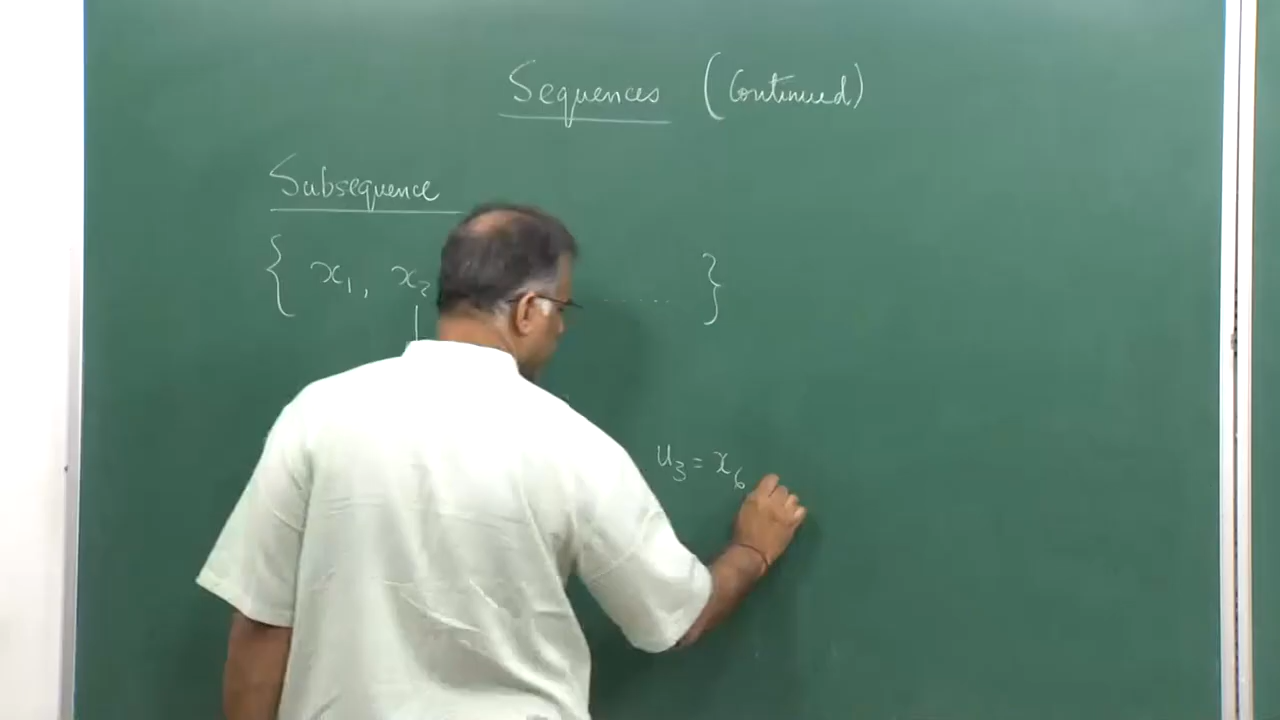 Sequences (Continued)
Subsequence
{ x₁, x₂ ...... }
u₃ = x₆